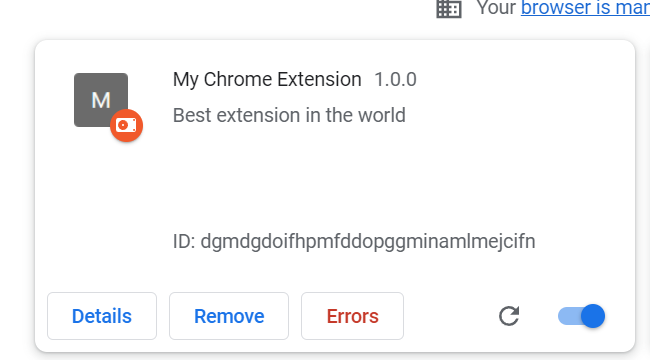 Your browser is mar
M
My Chrome Extension 1.0.0
Best extension in the world
ID: dgmdgdoifhpmfddopggminamlmejcifn
Details Remove Errors